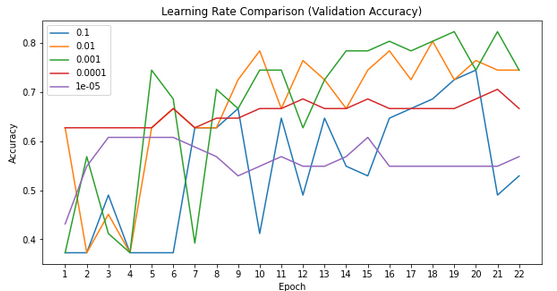 Learning Rate Comparison (Validation Accuracy)
0.1
0.01
0.001
0.0001
1e-05
0.8
0.7
0.6
0.5
0.4
Accuracy
1 2 3 4 5 6 7 8 9 10 11 12 13 14 15 16 17 18 19 20 21 22
Epoch